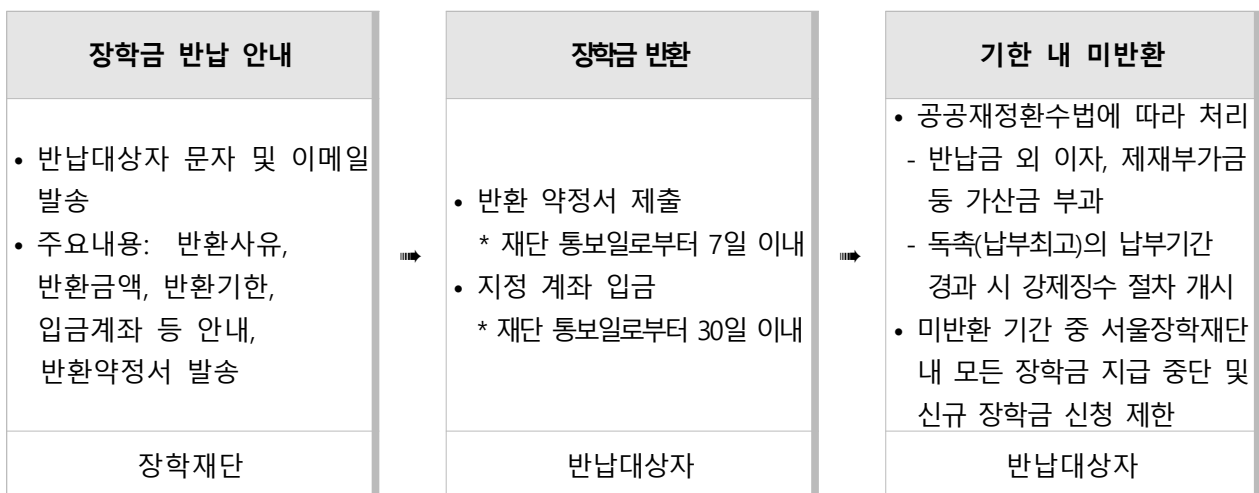 장학금 반납 안내
• 반납대상자 문자 및 이메일
발송
• 주요내용: 반환사유,
반환금액, 반환기한,
입금계좌 등 안내,
반환약정서 발송
장학재단
➠
장학금 반환
• 반환 약정서 제출
* 재단 통보일로부터 7일 이내
• 지정 계좌 입금
* 재단 통보일로부터 30일 이내
반납대상자
➠
기한 내 미반환
• 공공재정환수법에 따라 처리
- 반납금 외 이자, 제재부가금
등 가산금 부과
- 독촉(납부최고)의 납부기간
경과 시 강제징수 절차 개시
• 미반환 기간 중 서울장학재단
내 모든 장학금 지급 중단 및
신규 장학금 신청 제한
반납대상자